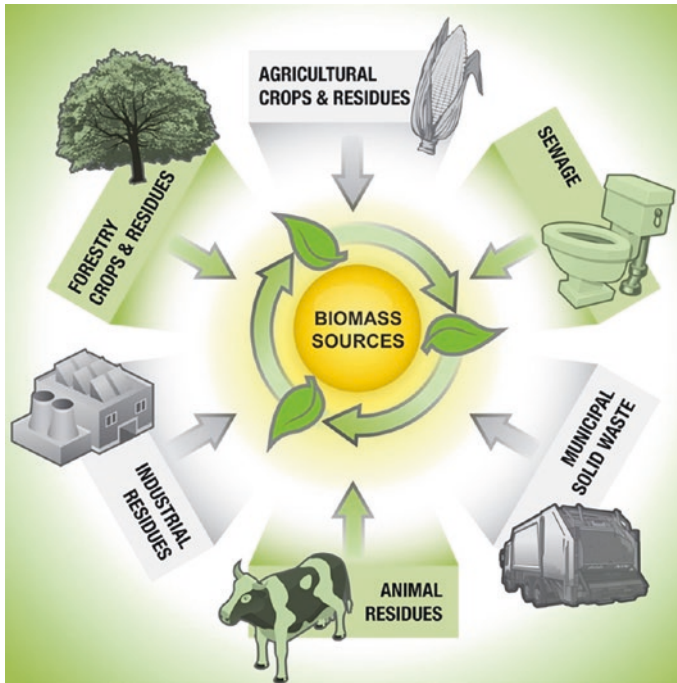 AGRICULTURAL
CROPS & RESIDUES
SEWAGE
FORESTRY
CROPS & RESIDUES
BIOMASS
SOURCES
INDUSTRIAL
RESIDUES
MUNICIPAL
SOLID WASTE
ANIMAL
RESIDUES